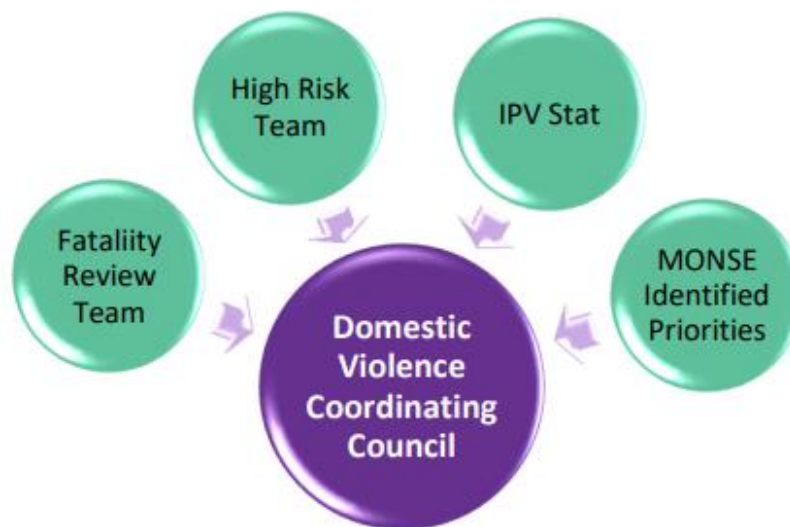 High Risk
Team
IPV Stat
Fataliity
Review
Team
MONSE
Identified
Priorities
Domestic
Violence
Coordinating
Council